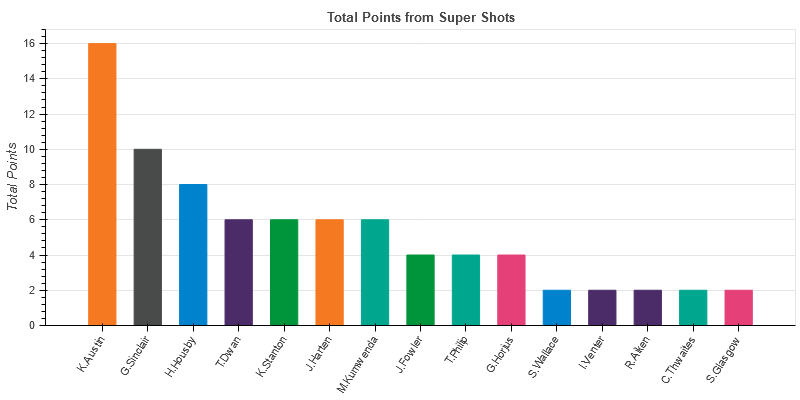 Total Points from Super Shots
Total Points
16
14
12
10
8
6
4
2
0
K.Austin
G.Sinclair
H.Housby
T.Dwan
K.Stanton
J.Harten
M.Kumwenda
J.Fowler
T.Philip
G.Horjus
S.Wallace
I.Venter
R.Aiken
C.Thwaites
S.Glasgow